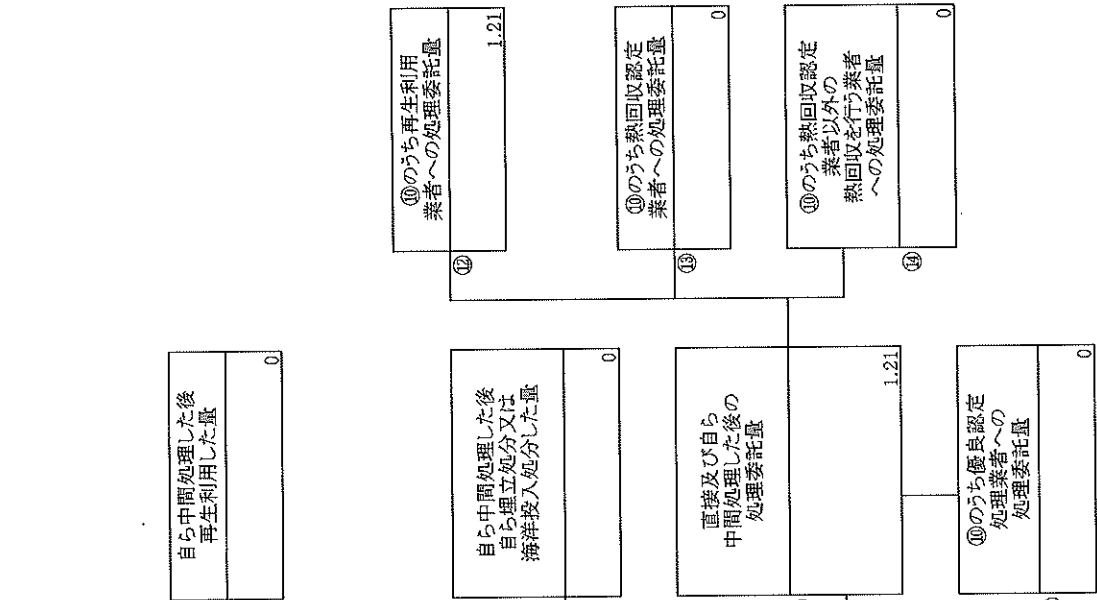 自ら中間処理した後
再生利用した量
0
自ら中間処理した後
自ら埋立処分又は
海洋投入処分した量
0
直接及び自ら
中間処理した後の
処理委託量
1.21
⑩のうち優良認定
処理業者への
処理委託量
0
⑫
⑩のうち再生利用
業者への処理委託量
1.21
⑬
⑩のうち熱回収認定
業者への処理委託量
0
⑭
⑩のうち熱回収認定
業者以外の
熱回収を行う業者
への処理委託量
0